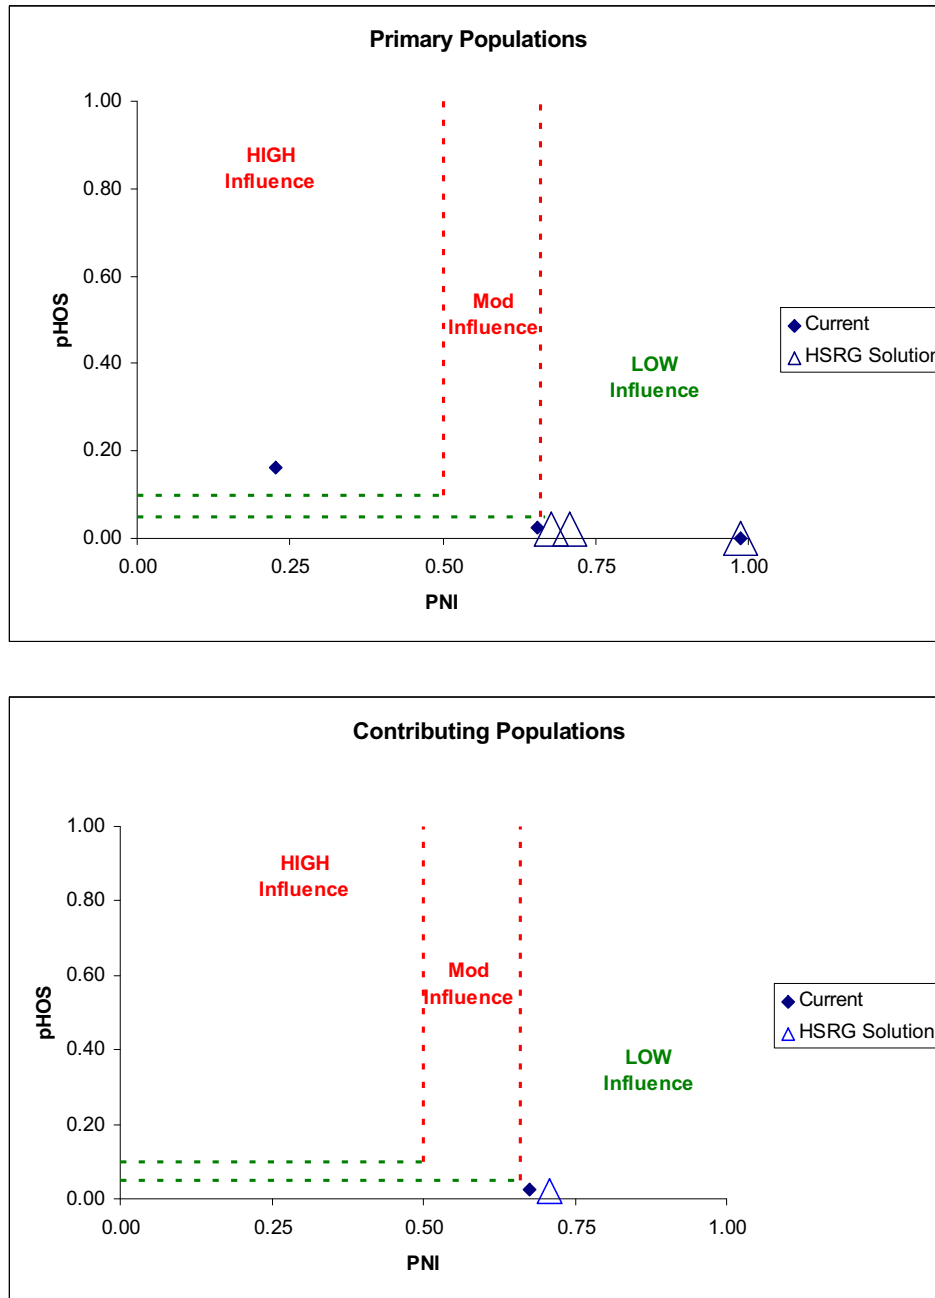 Primary Populations
1.00
0.80
0.60
0.40
0.20
0.00
pHOS
HIGH
Influence
Mod
Influence
LOW
Influence
Current
HSRG Solution
0.00
0.25
0.50
0.75
1.00
PNI
Contributing Populations
1.00
0.80
0.60
0.40
0.20
0.00
pHOS
HIGH
Influence
Mod
Influence
LOW
Influence
Current
HSRG Solution
0.00
0.25
0.50
0.75
1.00
PNI